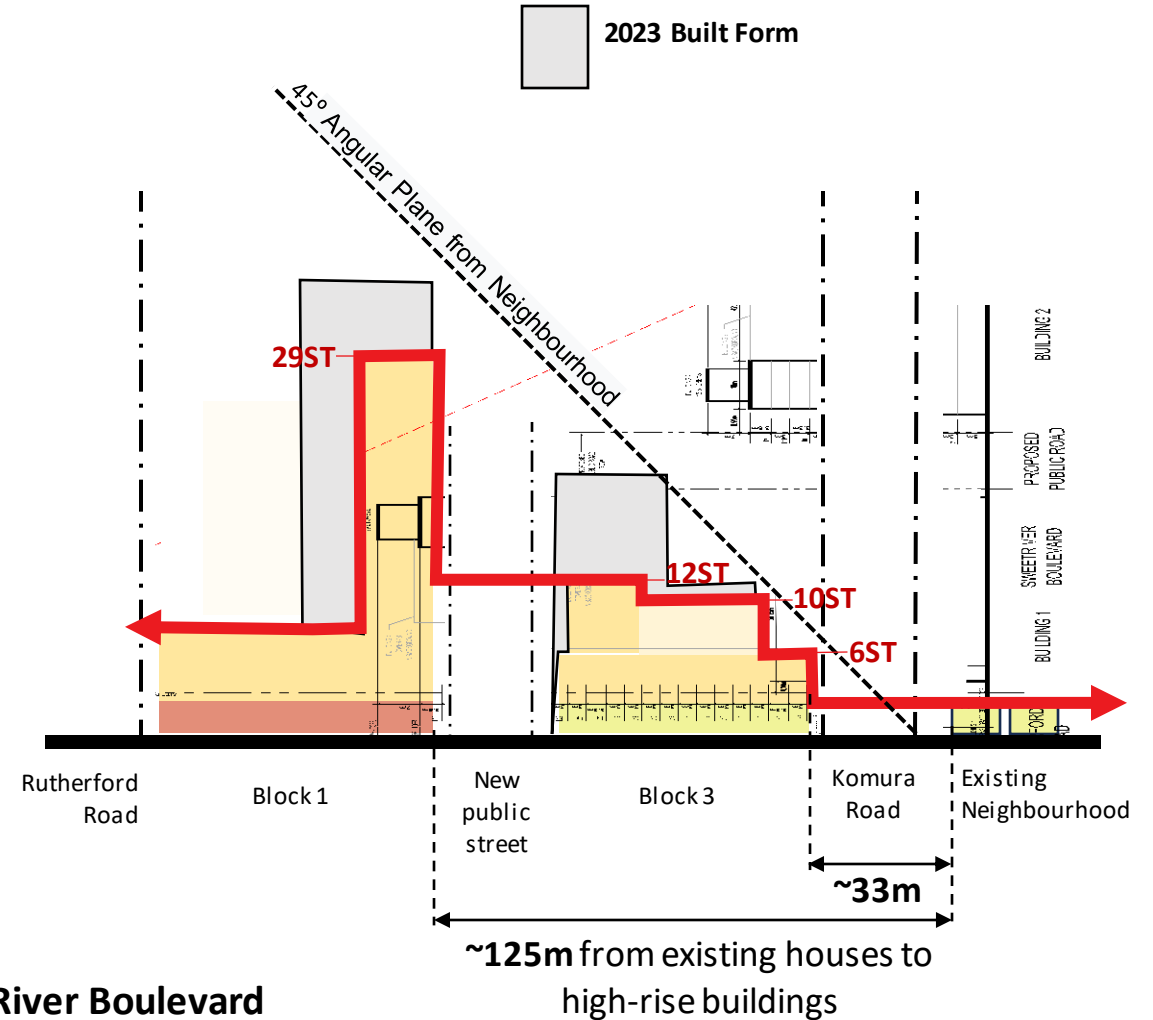 2023 Built Form
45° Angular Plane from Neighbourhood
29ST
12ST
10ST
6ST
BUILDING 2
PROPOSED
PUBLIC ROAD
BOULEVARD
BUILDING 1
Rutherford
Road
Block 1
New
public
street
Block 3
Komura
Road
Existing
Neighbourhood
~33m
~125m from existing houses to
high-rise buildings
River Boulevard